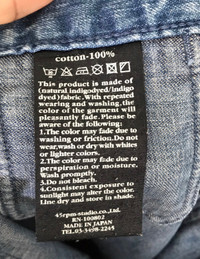 cotton-100%
This product is made of
(natural indigodyed/indigo
dyed) fabric. With repeated
wearing and washing, the
color of the garment will
pleasantly fade. Please be
aware of the following:
1.The color may fade due to
washing or friction. Do not
wear,wash or dry with whites
or lighter colors.
2.The color may fade due to
perspiration or moisture.
Wash promptly.
3.Do not bleach.
4.Consistent exposure to
sunlight may alter the color.
Line dry and store in shade.
45rpm-studio co.,Ltd.
RN-100802
MADE IN JAPAN
TEL.03-5498-2245